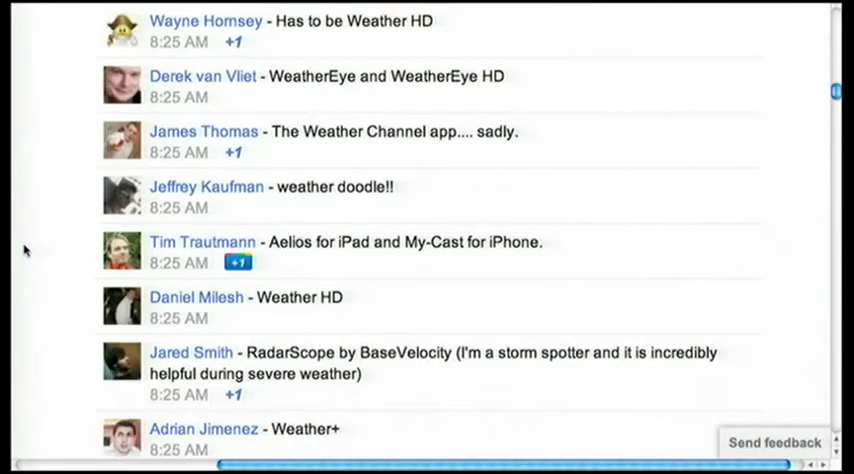 Wayne Hornsey - Has to be Weather HD
8:25 AM +1
Derek van Vliet - WeatherEye and WeatherEye HD
8:25 AM
James Thomas - The Weather Channel app.... sadly.
8:25 AM +1
Jeffrey Kaufman - weather doodle!!
8:25 AM
Tim Trautmann - Aelios for iPad and My-Cast for iPhone.
8:25 AM +1
Daniel Milesh - Weather HD
8:25 AM
Jared Smith - RadarScope by BaseVelocity (I'm a storm spotter and it is incredibly
helpful during severe weather)
8:25 AM +1
Adrian Jimenez - Weather+
8:25 AM
Send feedback